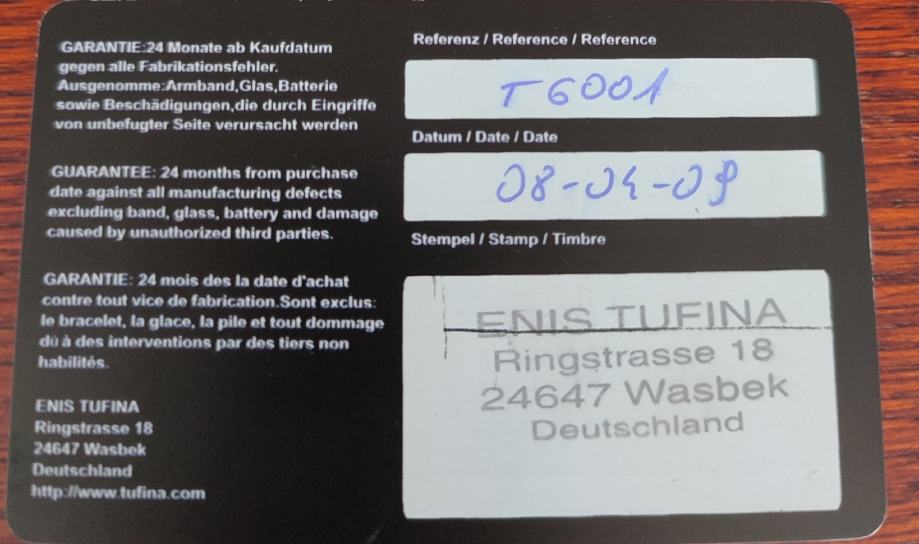 GARANTIE:24 Monate ab Kaufdatum
gegen alle Fabrikationsfehler.
Ausgenomme:Armband,Glas,Batterie
sowie Beschädigungen,die durch Eingriffe
von unbefugter Seite verursacht werden
GUARANTEE: 24 months from purchase
date against all manufacturing defects
excluding band, glass, battery and damage
caused by unauthorized third parties.
GARANTIE: 24 mois des la date d'achat
contre tout vice de fabrication.Sont exclus:
le bracelet, la glace, la pile et tout dommage
dû à des interventions par des tiers non
habilités.
ENIS TUFINA
Ringstrasse 18
24647 Wasbek
Deutschland
http://www.tufina.com
Referenz / Reference / Reference
T6001
Datum / Date / Date
08-04-09
Stempel / Stamp / Timbre
ENIS TUFINA
Ringstrasse 18
24647 Wasbek
Deutschland